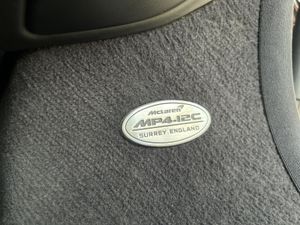 McLaren
MP4-12C
SURREY, ENGLAND